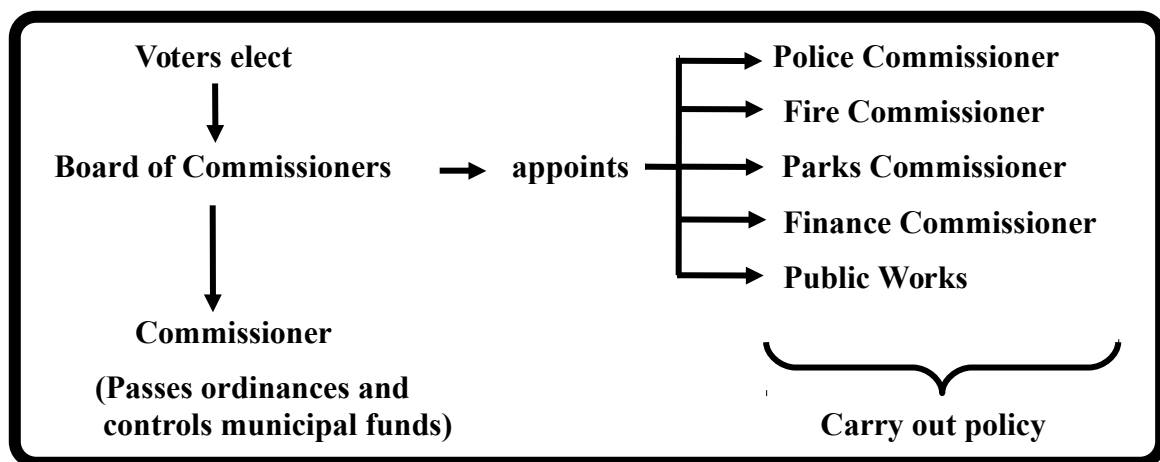 Voters elect
Board of Commissioners
Commissioner
(Passes ordinances and
controls municipal funds)
appoints
Police Commissioner
Fire Commissioner
Parks Commissioner
Finance Commissioner
Public Works
Carry out policy